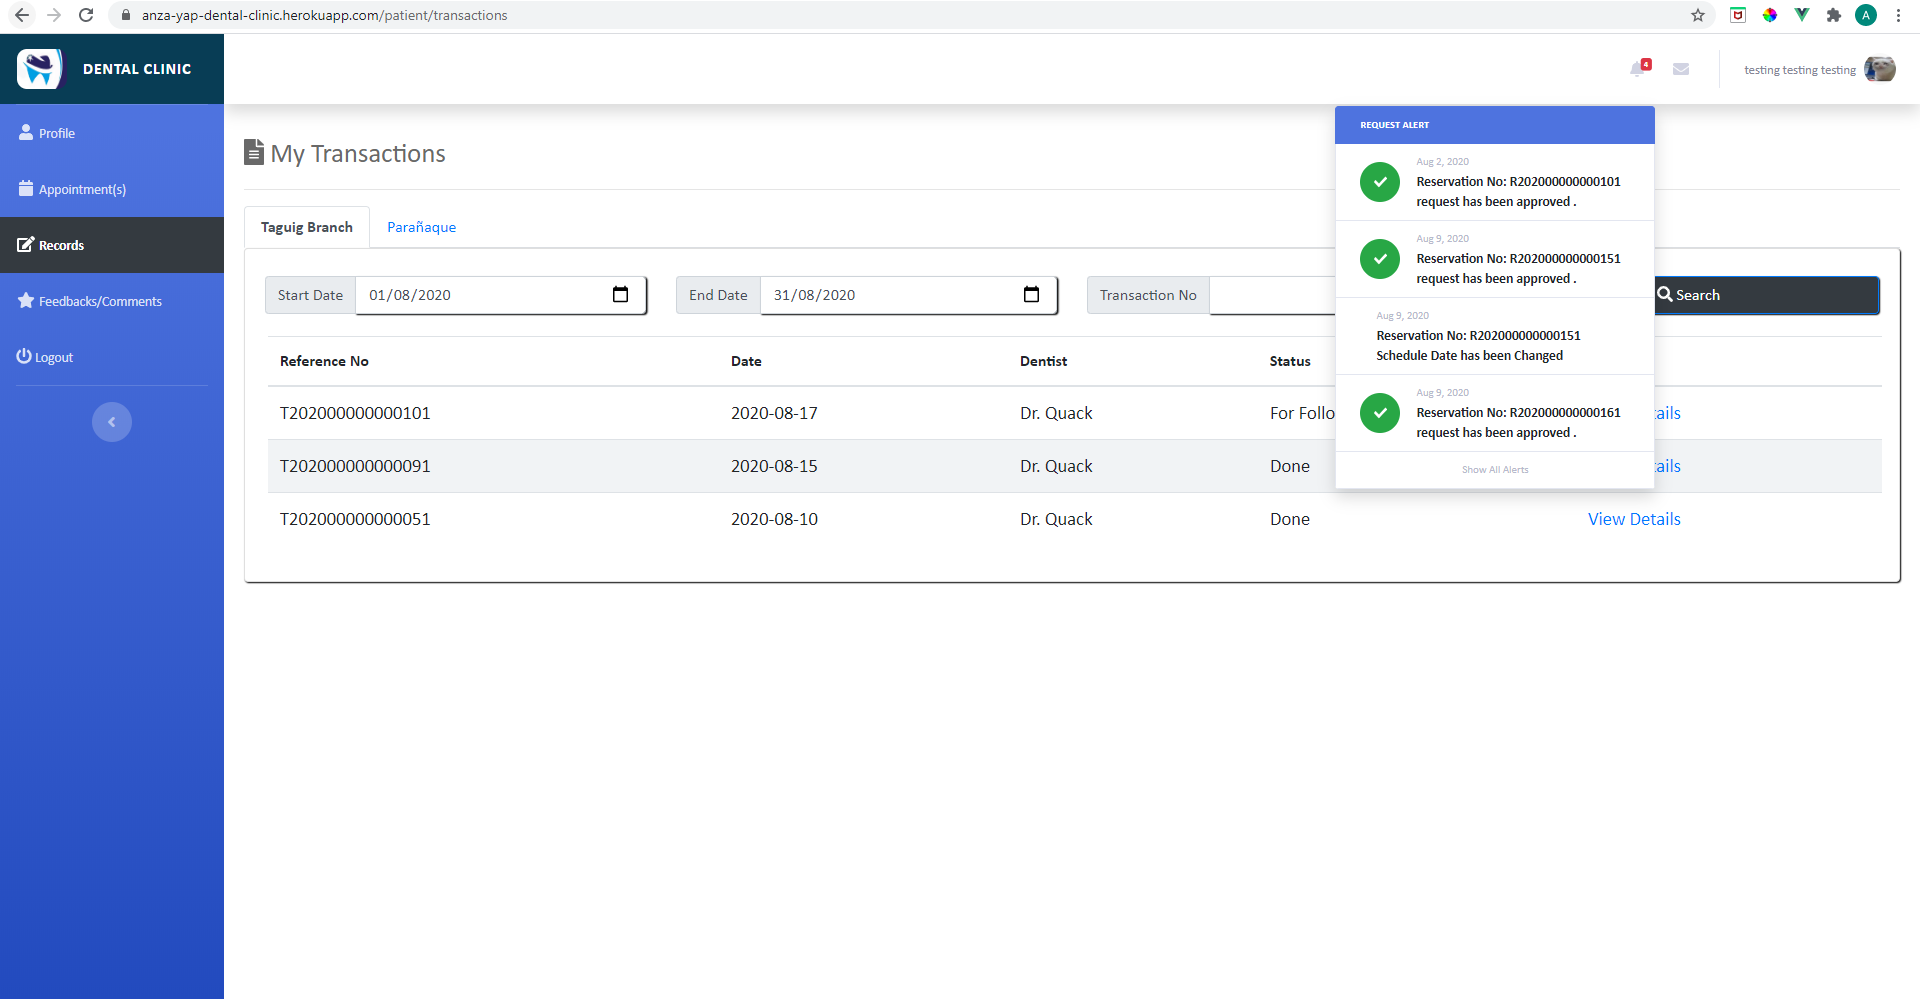 anza-yap-dental-clinic.herokuapp.com/patient/transactions
A
DENTAL CLINIC
4
testing testing testing
Profile
Appointment(s)
Records
Feedbacks/Comments
Logout
My Transactions
Taguig Branch
Parañaque
Start Date
01/08/2020
End Date
31/08/2020
Transaction No
Search
Reference No
Date
Dentist
Status
T202000000000101
2020-08-17
Dr. Quack
For Follo
ails
T202000000000091
2020-08-15
Dr. Quack
Done
ails
T202000000000051
2020-08-10
Dr. Quack
Done
View Details
REQUEST ALERT
Aug 2, 2020
Reservation No: R202000000000101
request has been approved .
Aug 9, 2020
Reservation No: R202000000000151
request has been approved .
Aug 9, 2020
Reservation No: R202000000000151
Schedule Date has been Changed
Aug 9, 2020
Reservation No: R202000000000161
request has been approved .
Show All Alerts